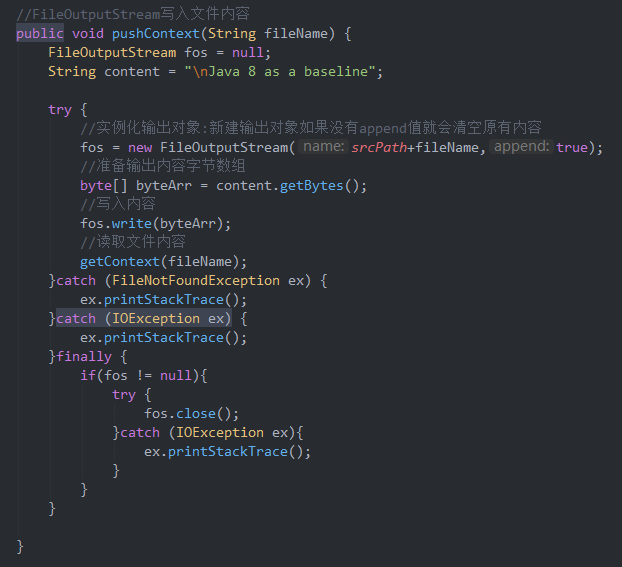 //FileOutputStream写入文件内容
public void pushContext(String fileName) {
    FileOutputStream fos = null;
    String content = "\nJava 8 as a baseline";

    try {
        //实例化输出对象:新建输出对象如果没有append值就会清空原有内容
        fos = new FileOutputStream( name: srcPath+fileName, append: true);
        //准备输出内容字节数组
        byte[] byteArr = content.getBytes();
        //写入内容
        fos.write(byteArr);
        //读取文件内容
        getContext(fileName);
    }catch (FileNotFoundException ex) {
        ex.printStackTrace();
    }catch (IOException ex) {
        ex.printStackTrace();
    }finally {
        if(fos != null){
            try {
                fos.close();
            }catch (IOException ex){
                ex.printStackTrace();
            }
        }
    }

}